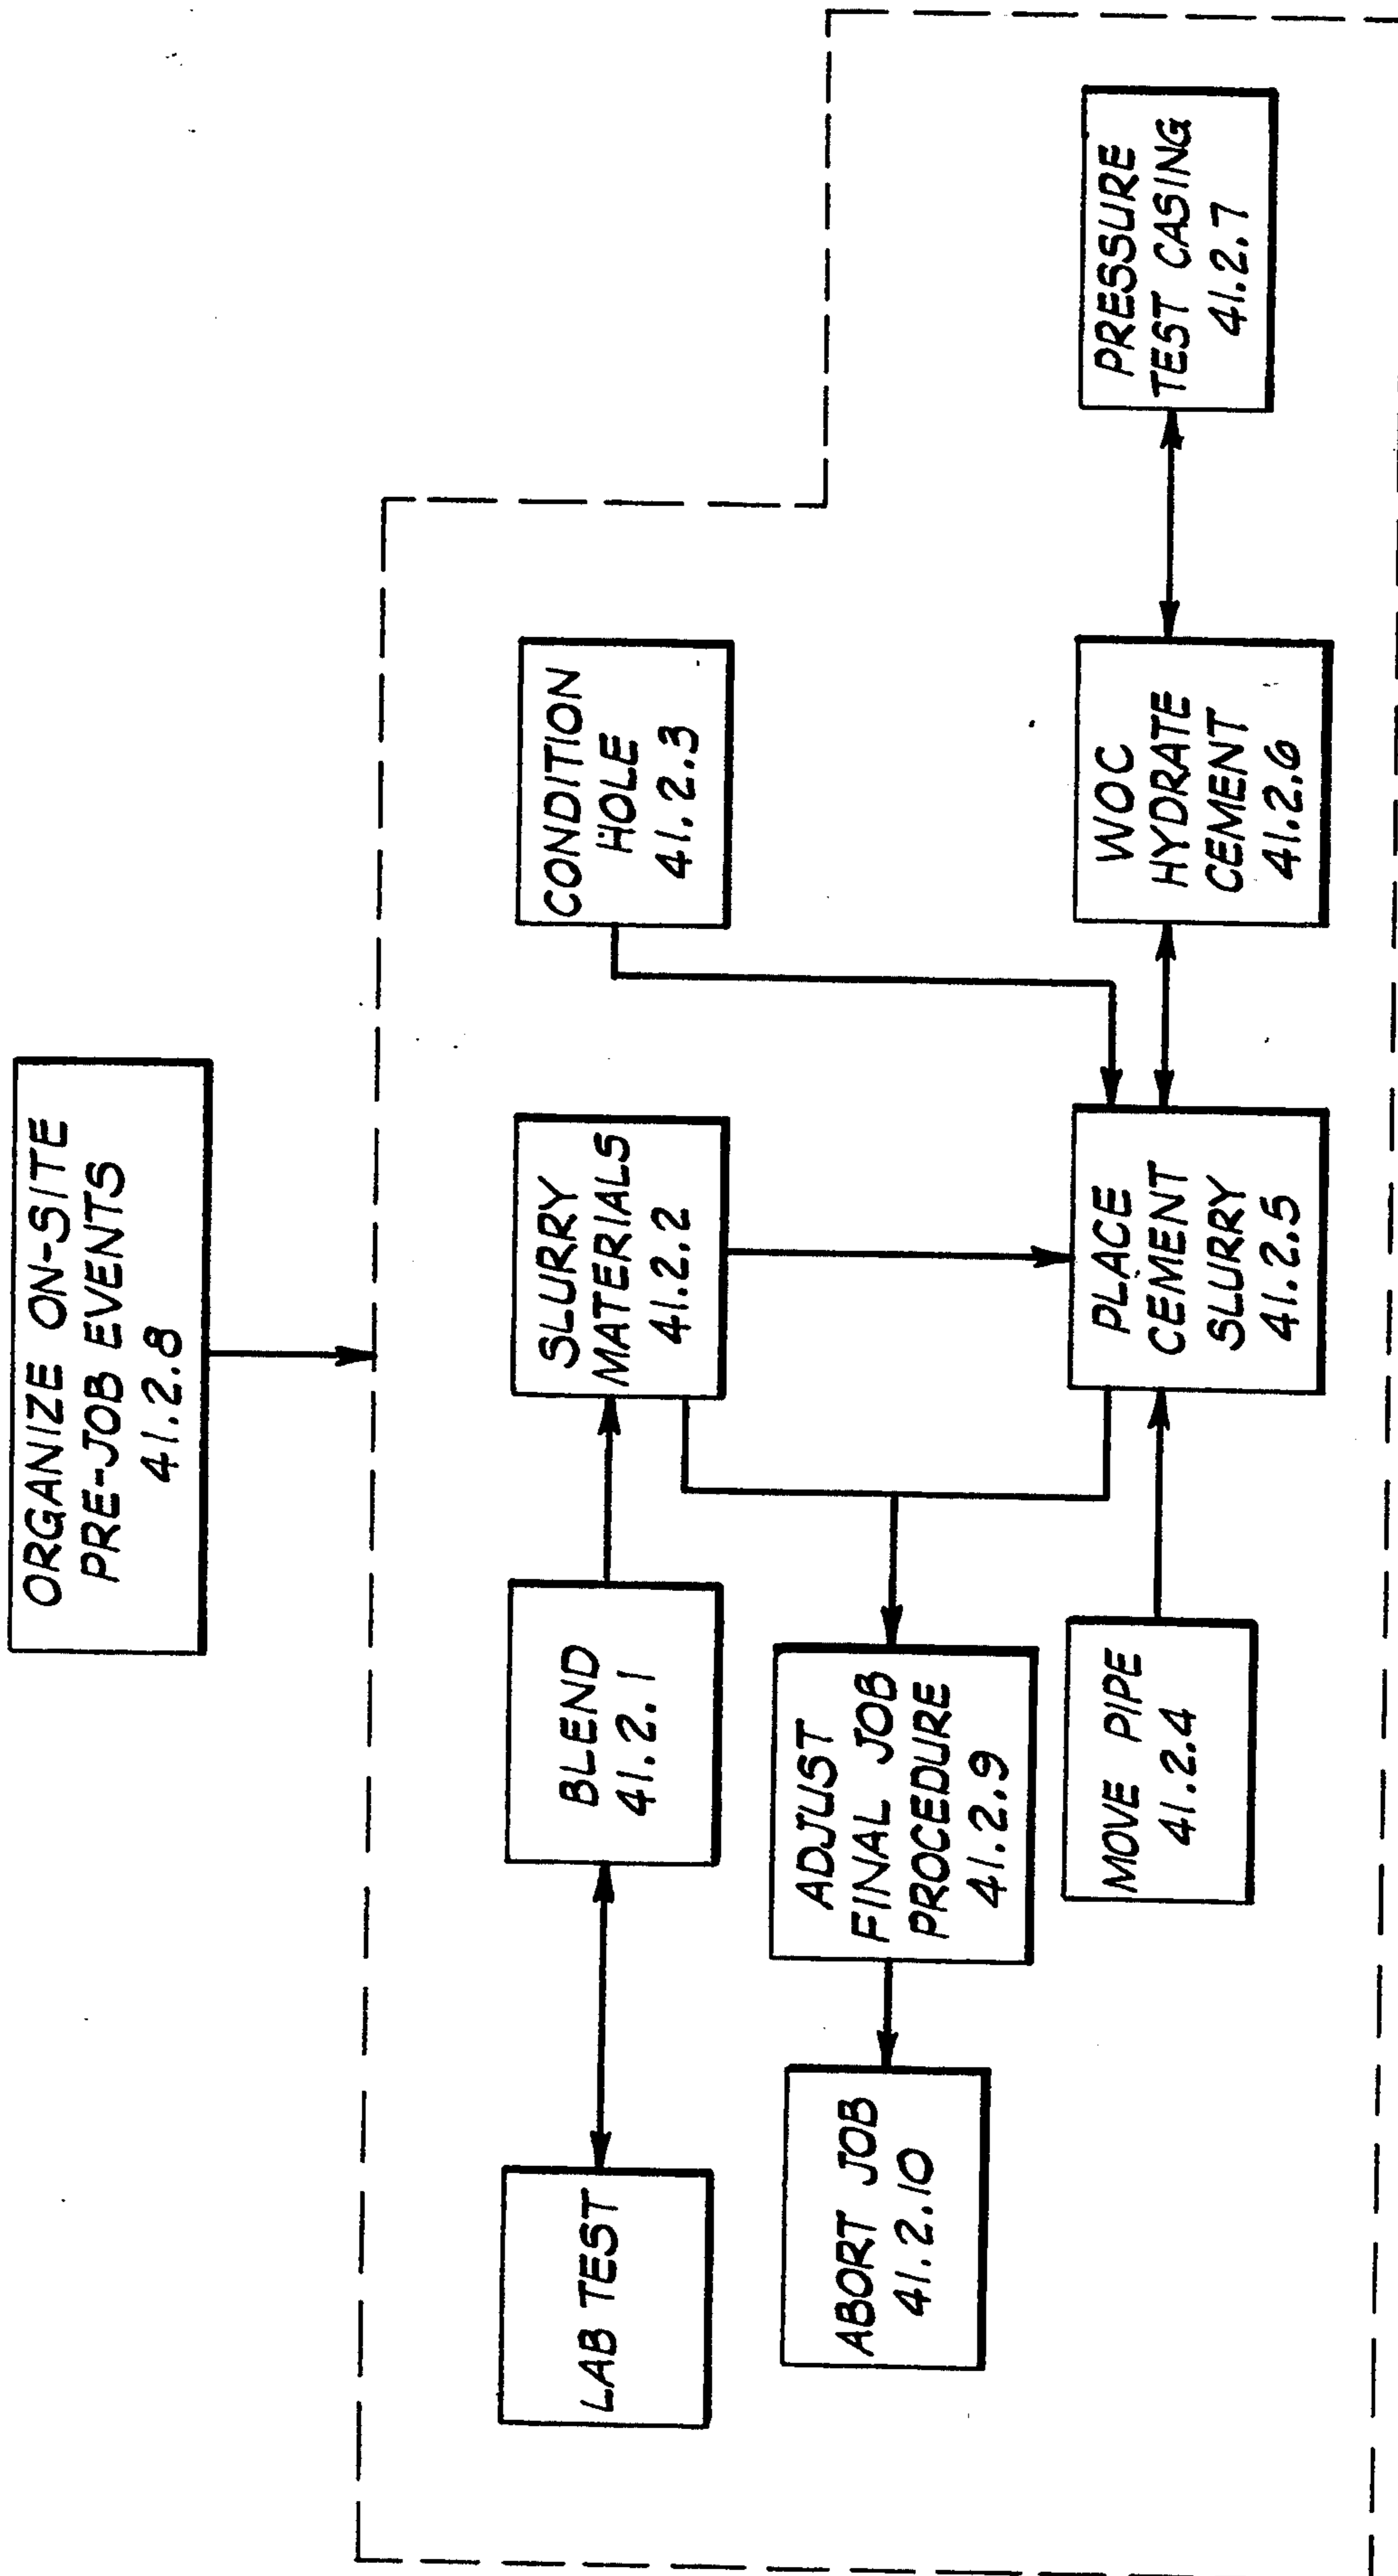 ORGANIZE ON-SITE
PRE-JOB EVENTS
41.2.8
LAB TEST
BLEND
41.2.1
SLURRY
MATERIALS
41.2.2
CONDITION
HOLE
41.2.3
ABORT JOB
41.2.10
ADJUST
FINAL JOB
PROCEDURE
41.2.9
MOVE PIPE
41.2.4
PLACE
CEMENT
SLURRY
41.2.5
WOC
HYDRATE
CEMENT
41.2.6
PRESSURE
TEST CASING
41.2.7